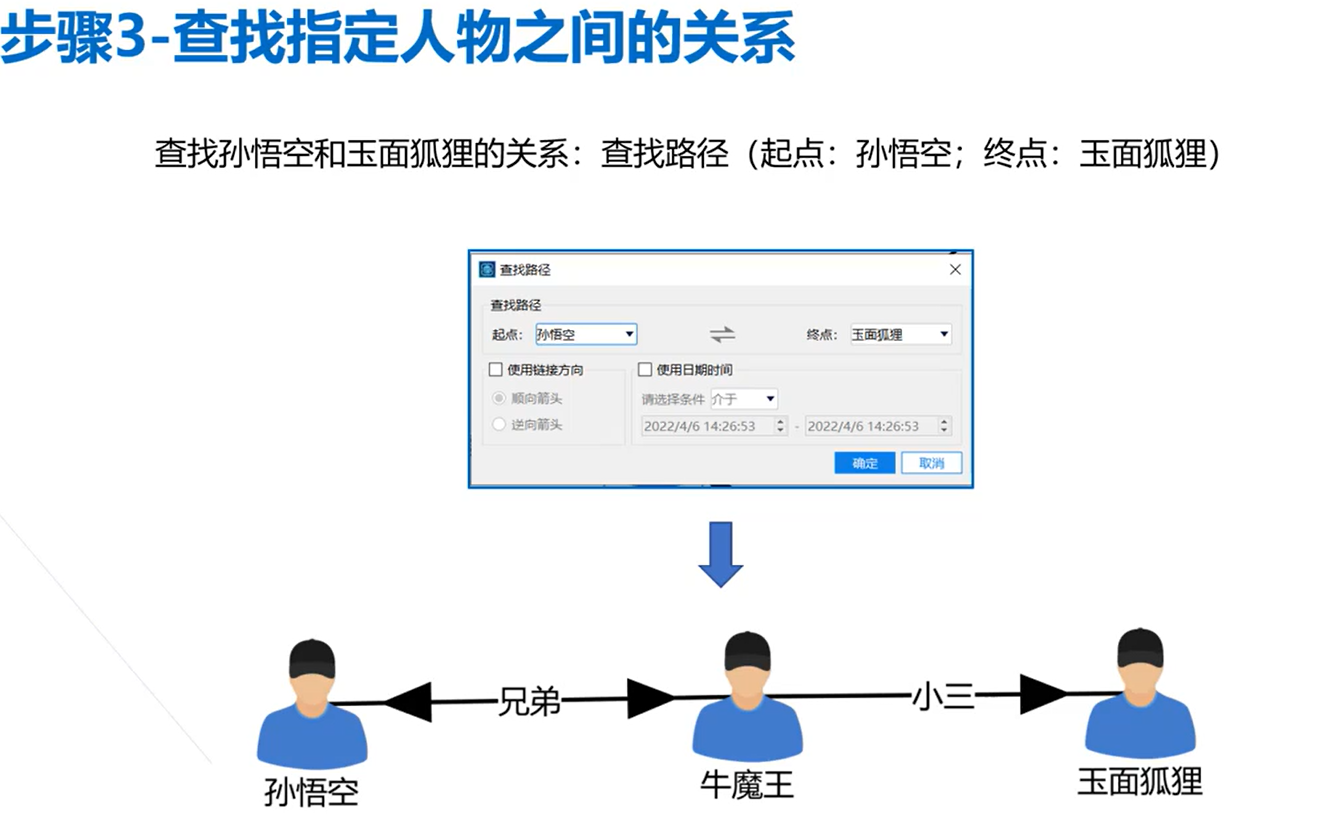 步骤3-查找指定人物之间的关系
查找孙悟空和玉面狐狸的关系：查找路径（起点：孙悟空；终点：玉面狐狸）
查找路径
查找路径
起点： 孙悟空 终点： 玉面狐狸
使用链接方向 使用日期时间
顺向箭头 请选择条件 介于
逆向箭头 2022/4/6 14:26:53 - 2022/4/6 14:26:53
确定 取消
兄弟 小三
孙悟空 牛魔王 玉面狐狸